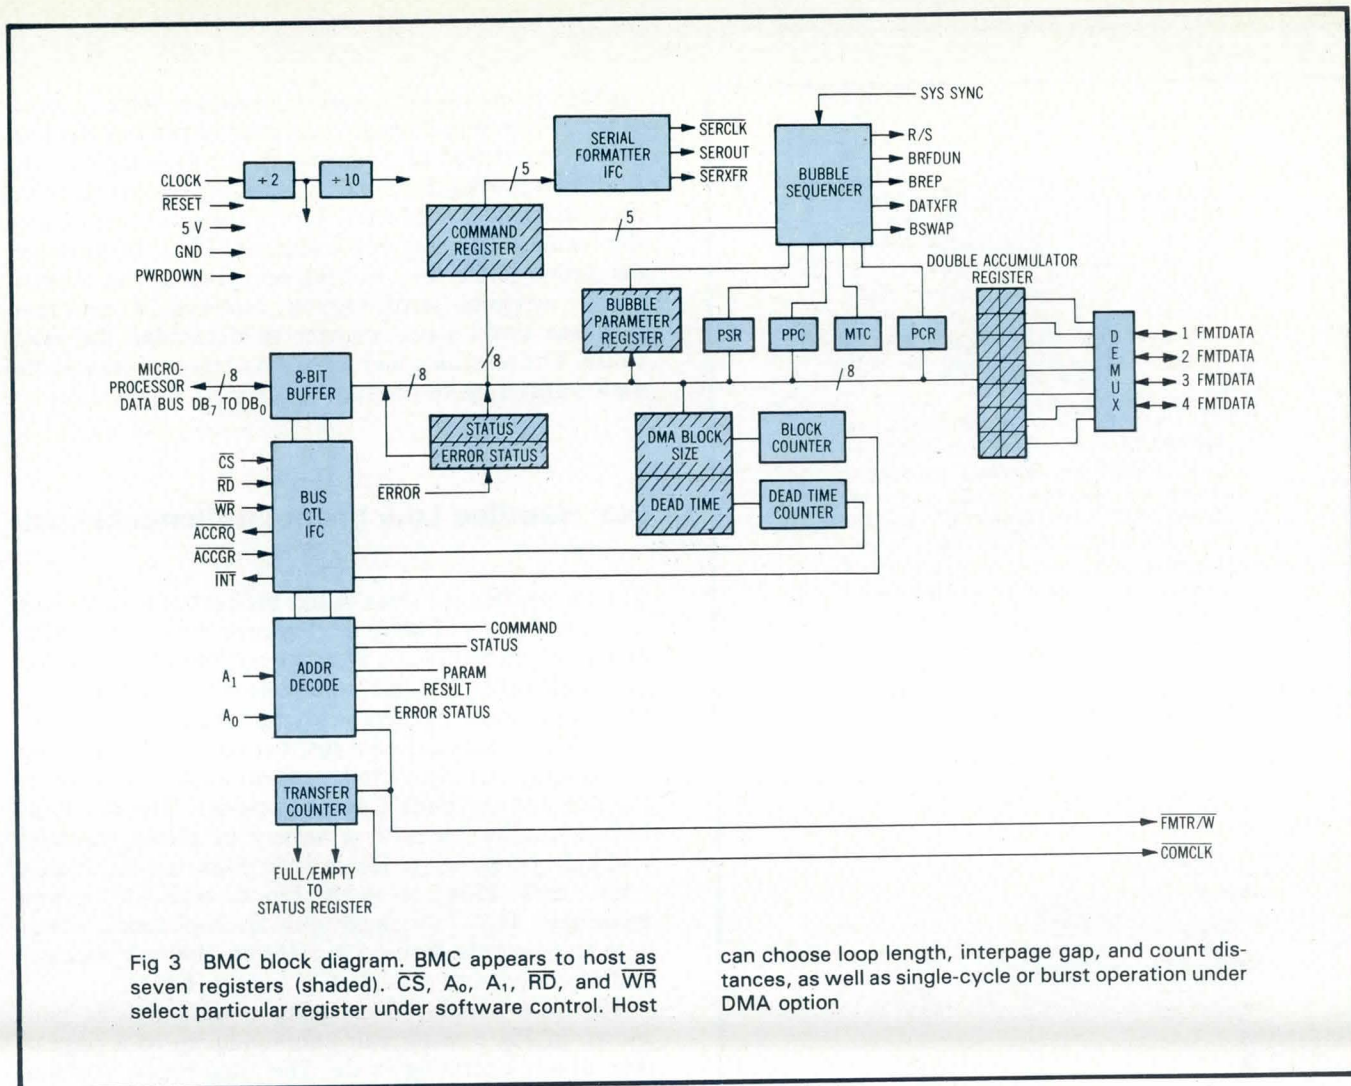 SYS SYNC
SERIAL
FORMATTER
IFC
SERCLK
SEROUT
SERXFR
BUBBLE
SEQUENCER
R/S
BRFDUN
BREP
DATXFR
BSWAP
CLOCK
÷2
÷10
RESET
5 V
GND
PWRDOWN
5
COMMAND
REGISTER
5
DOUBLE ACCUMULATOR
REGISTER
BUBBLE
PARAMETER
REGISTER
PSR
PPC
MTC
PCR
DEMUX
1 FMTDATA
2 FMTDATA
3 FMTDATA
4 FMTDATA
MICRO-
PROCESSOR
DATA BUS DB7 TO DB0
8
8-BIT
BUFFER
8
8
8
STATUS
ERROR STATUS
ERROR
DMA BLOCK
SIZE
DEAD TIME
BLOCK
COUNTER
DEAD TIME
COUNTER
CS
RD
WR
ACCRQ
ACCGR
INT
BUS
CTL
IFC
A1
A0
ADDR
DECODE
COMMAND
STATUS
PARAM
RESULT
ERROR STATUS
TRANSFER
COUNTER
FULL/EMPTY
TO
STATUS REGISTER
FMTR/W
COMCLK
Fig 3 BMC block diagram. BMC appears to host as
seven registers (shaded). CS, A0, A1, RD, and WR
select particular register under software control. Host
can choose loop length, interpage gap, and count dis-
tances, as well as single-cycle or burst operation under
DMA option